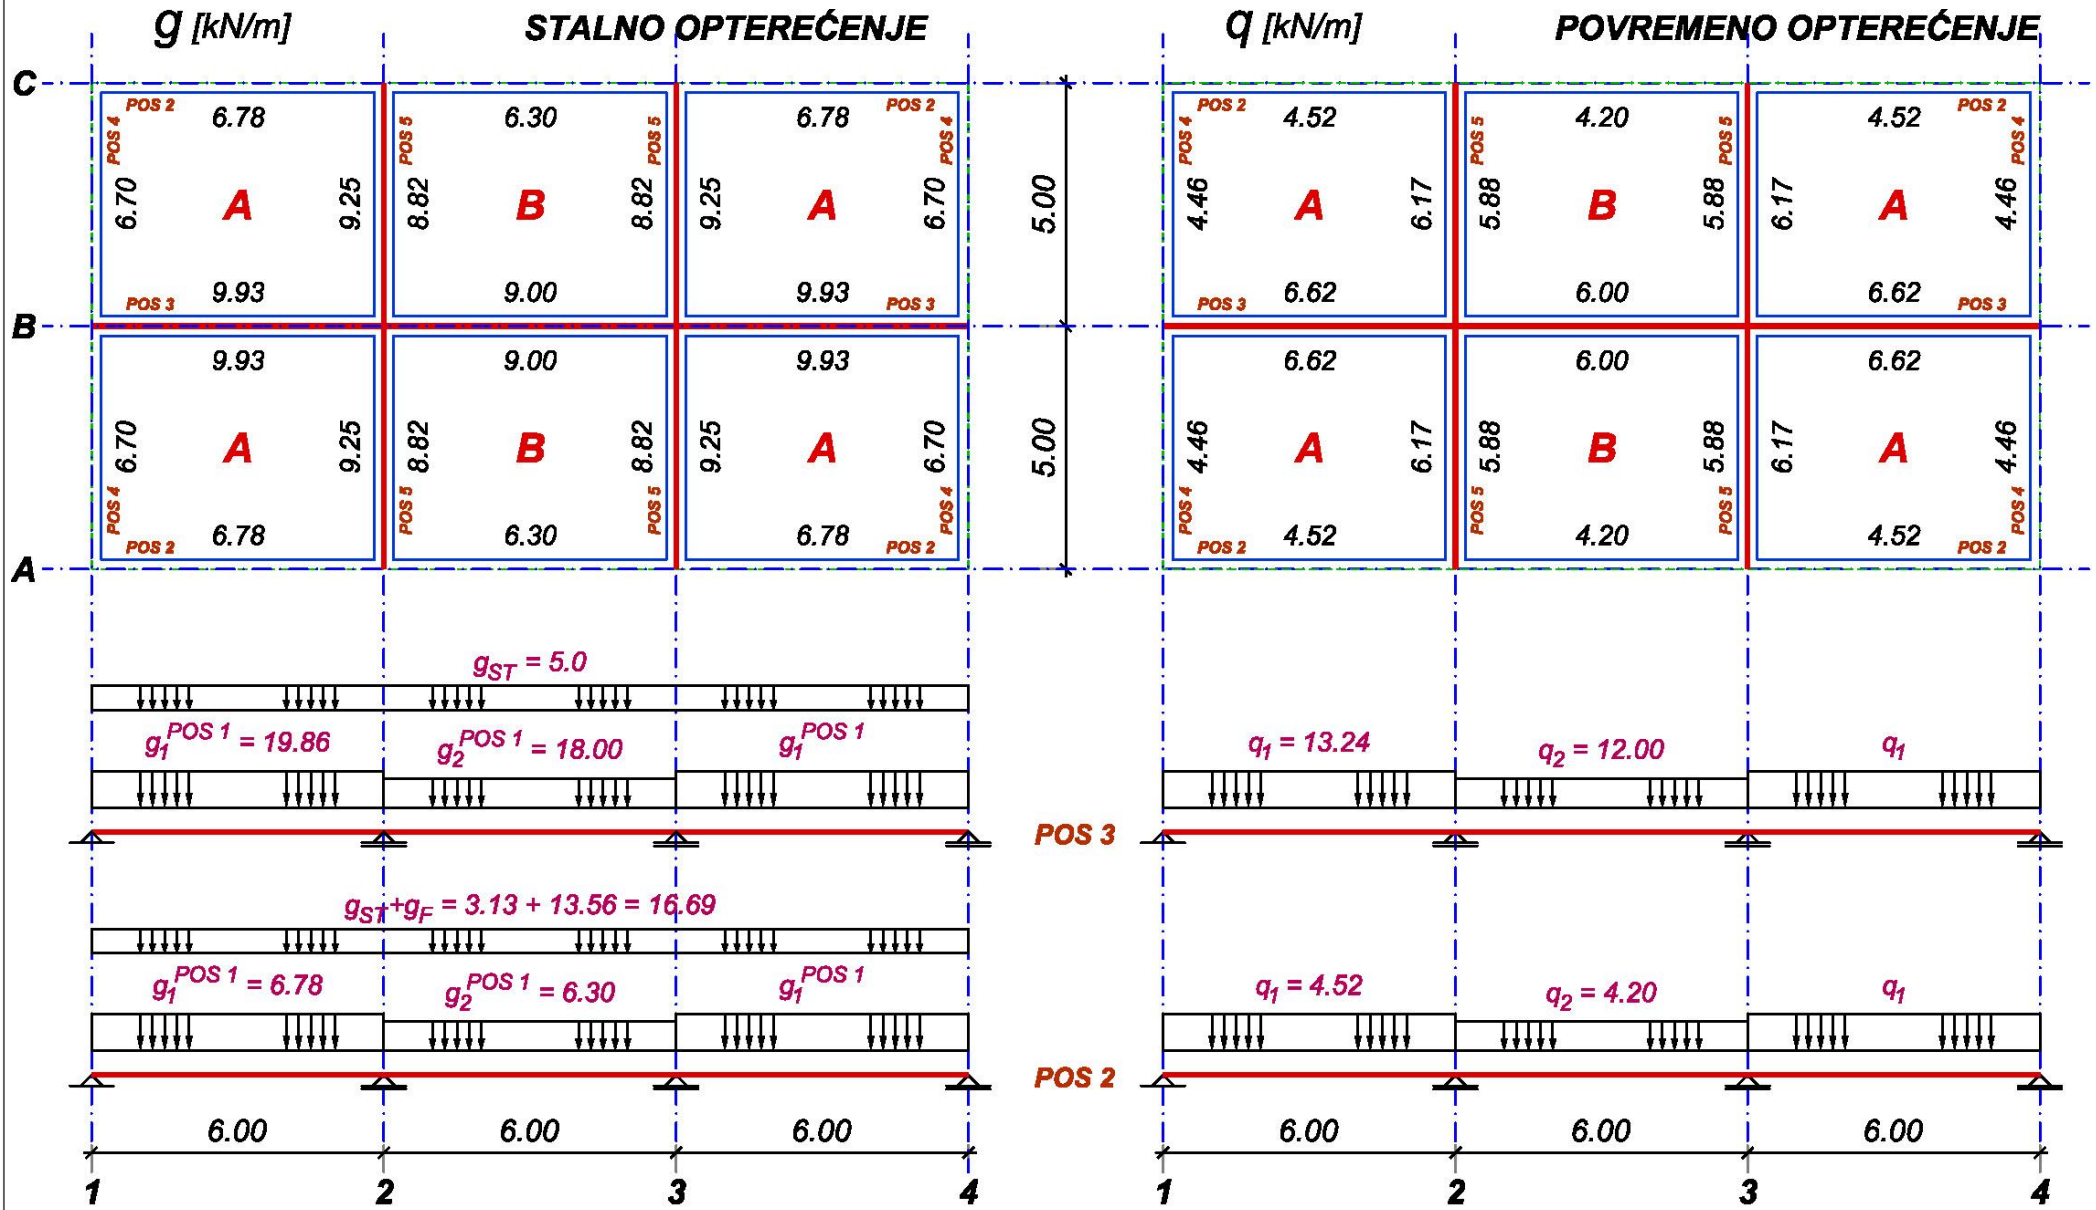 g [kN/m] STALNO OPTEREĆENJE q [kN/m] POVREMENO OPTEREĆENJE
C
POS 2 6.78 6.30 6.78 POS 2 POS 2 4.52 4.20 4.52 POS 2
POS 4 POS 5 POS 5 POS 4 POS 4 POS 5 POS 5 POS 4
6.70 A 9.25 8.82 B 8.82 9.25 A 6.70 5.00 4.46 A 6.17 5.88 B 5.88 6.17 A 4.46
POS 3 9.93 9.00 9.93 POS 3 POS 3 6.62 6.00 6.62 POS 3
B
9.93 9.00 9.93 6.62 6.00 6.62
6.70 A 9.25 8.82 B 8.82 9.25 A 6.70 5.00 4.46 A 6.17 5.88 B 5.88 6.17 A 4.46
POS 4 POS 5 POS 5 POS 4 POS 4 POS 5 POS 5 POS 4
POS 2 6.78 6.30 6.78 POS 2 POS 2 4.52 4.20 4.52 POS 2
A
gST = 5.0
g1POS 1 = 19.86 g2POS 1 = 18.00 g1POS 1 q1 = 13.24 q2 = 12.00 q1
POS 3
gST+gF = 3.13 + 13.56 = 16.69
g1POS 1 = 6.78 g2POS 1 = 6.30 g1POS 1 q1 = 4.52 q2 = 4.20 q1
POS 2
6.00 6.00 6.00 6.00 6.00 6.00
1 2 3 4 1 2 3 4